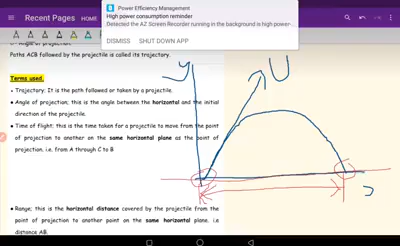 Recent Pages
Power Efficiency Management
High power consumption reminder
Detected the AZ Screen Recorder running in the background is high power-
DISMISS SHUT DOWN APP
Angle of projection.
Paths ACB followed by the projectile is called its trajectory.
Terms used.
• Trajectory: It is the path followed or taken by a projectile.
• Angle of projection; this is the angle between the horizontal and the initial
direction of the projectile.
• Time of flight; this is the time taken for a projectile to move from the point
of projection to another on the same horizontal plane as the point of
projection, i.e. from A through C to B
y
U
• Range; this is the horizontal distance covered by the projectile from the
point of projection to another point on the same horizontal plane. i.e
distance AB.